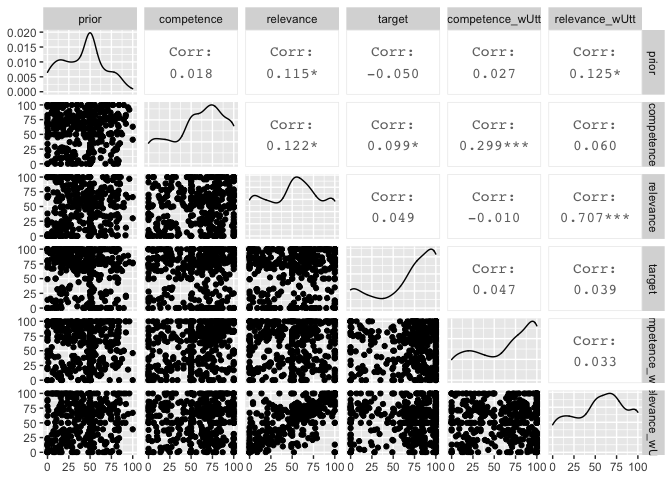 prior competence relevance target competence_wUtt relevance_wUtt
0.020
0.015
0.010
0.005
0.000
Corr:
0.018
Corr:
0.115*
Corr:
-0.050
Corr:
0.027
Corr:
0.125*
prior
100
75
50
25
0
Corr:
0.122*
Corr:
0.099*
Corr:
0.299***
Corr:
0.060
competence
100
75
50
25
0
Corr:
0.049
Corr:
-0.010
Corr:
0.707***
relevance
100
75
50
25
0
Corr:
0.047
Corr:
0.039
target
100
75
50
25
0
Corr:
0.033
mpetence_w
100
75
50
25
0
elevance_wU
0 25 50 75 100 0 25 50 75 100 0 25 50 75 100 0 25 50 75 100 0 25 50 75 100 0 25 50 75 100